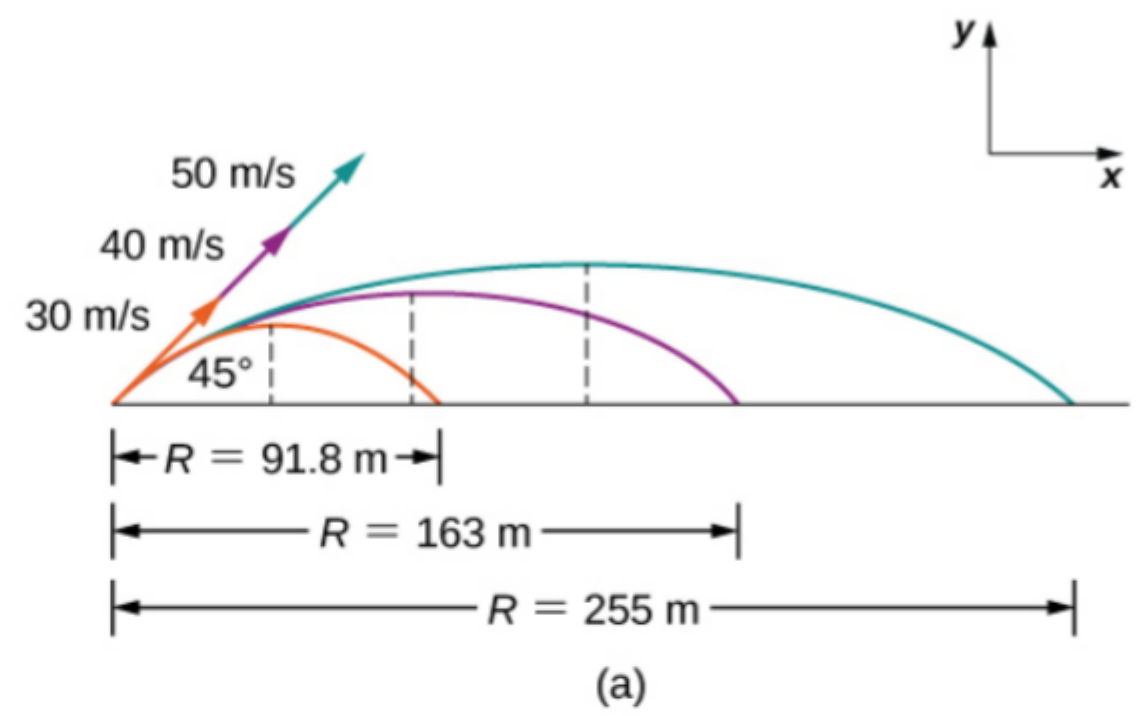 y
x
50 m/s
40 m/s
30 m/s
45°
R = 91.8 m
R = 163 m
R = 255 m
(a)